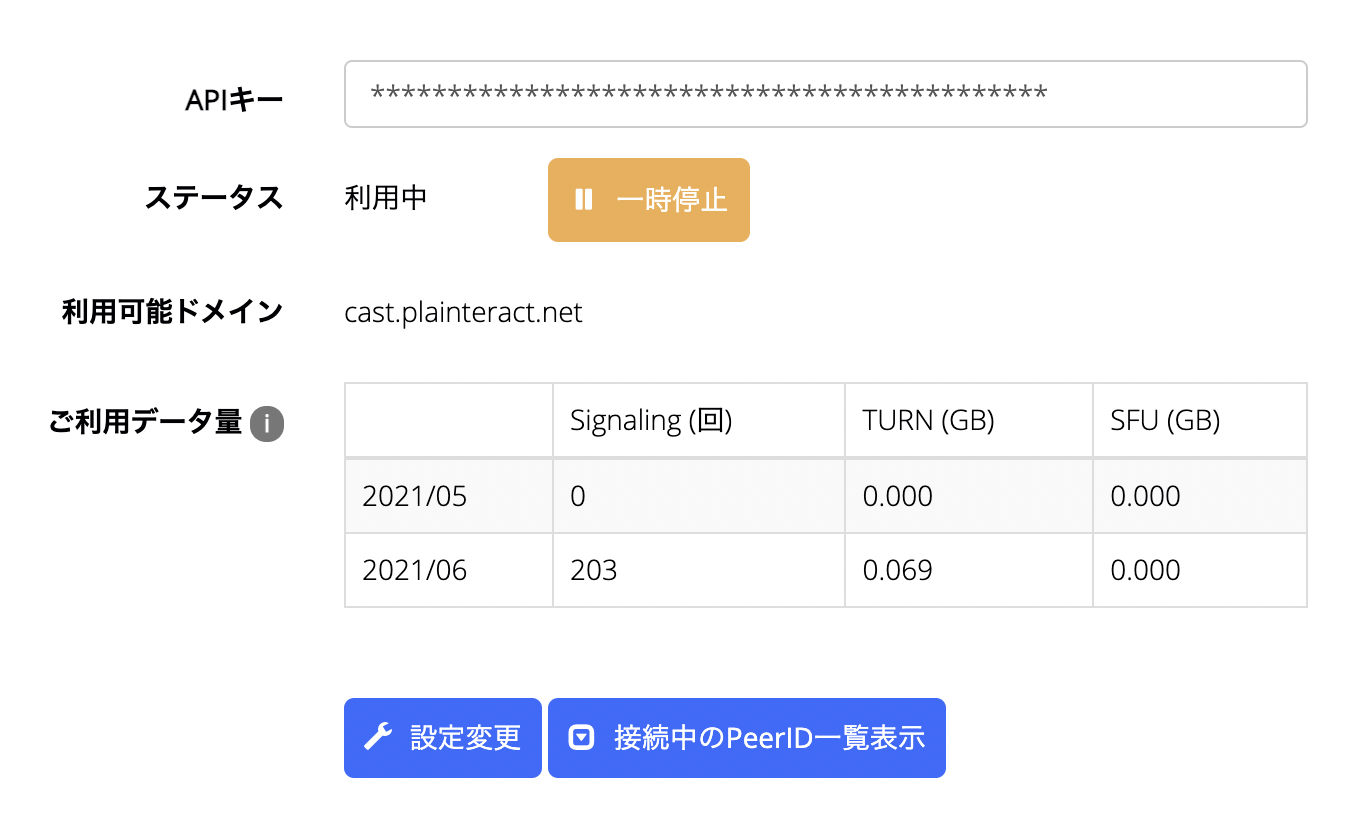 APIキー ********************************************
ステータス 利用中 一時停止
利用可能ドメイン cast.plainteract.net
ご利用データ量 i
Signaling (回) TURN (GB) SFU (GB)
2021/05 0 0.000 0.000
2021/06 203 0.069 0.000
設定変更 接続中のPeerID一覧表示